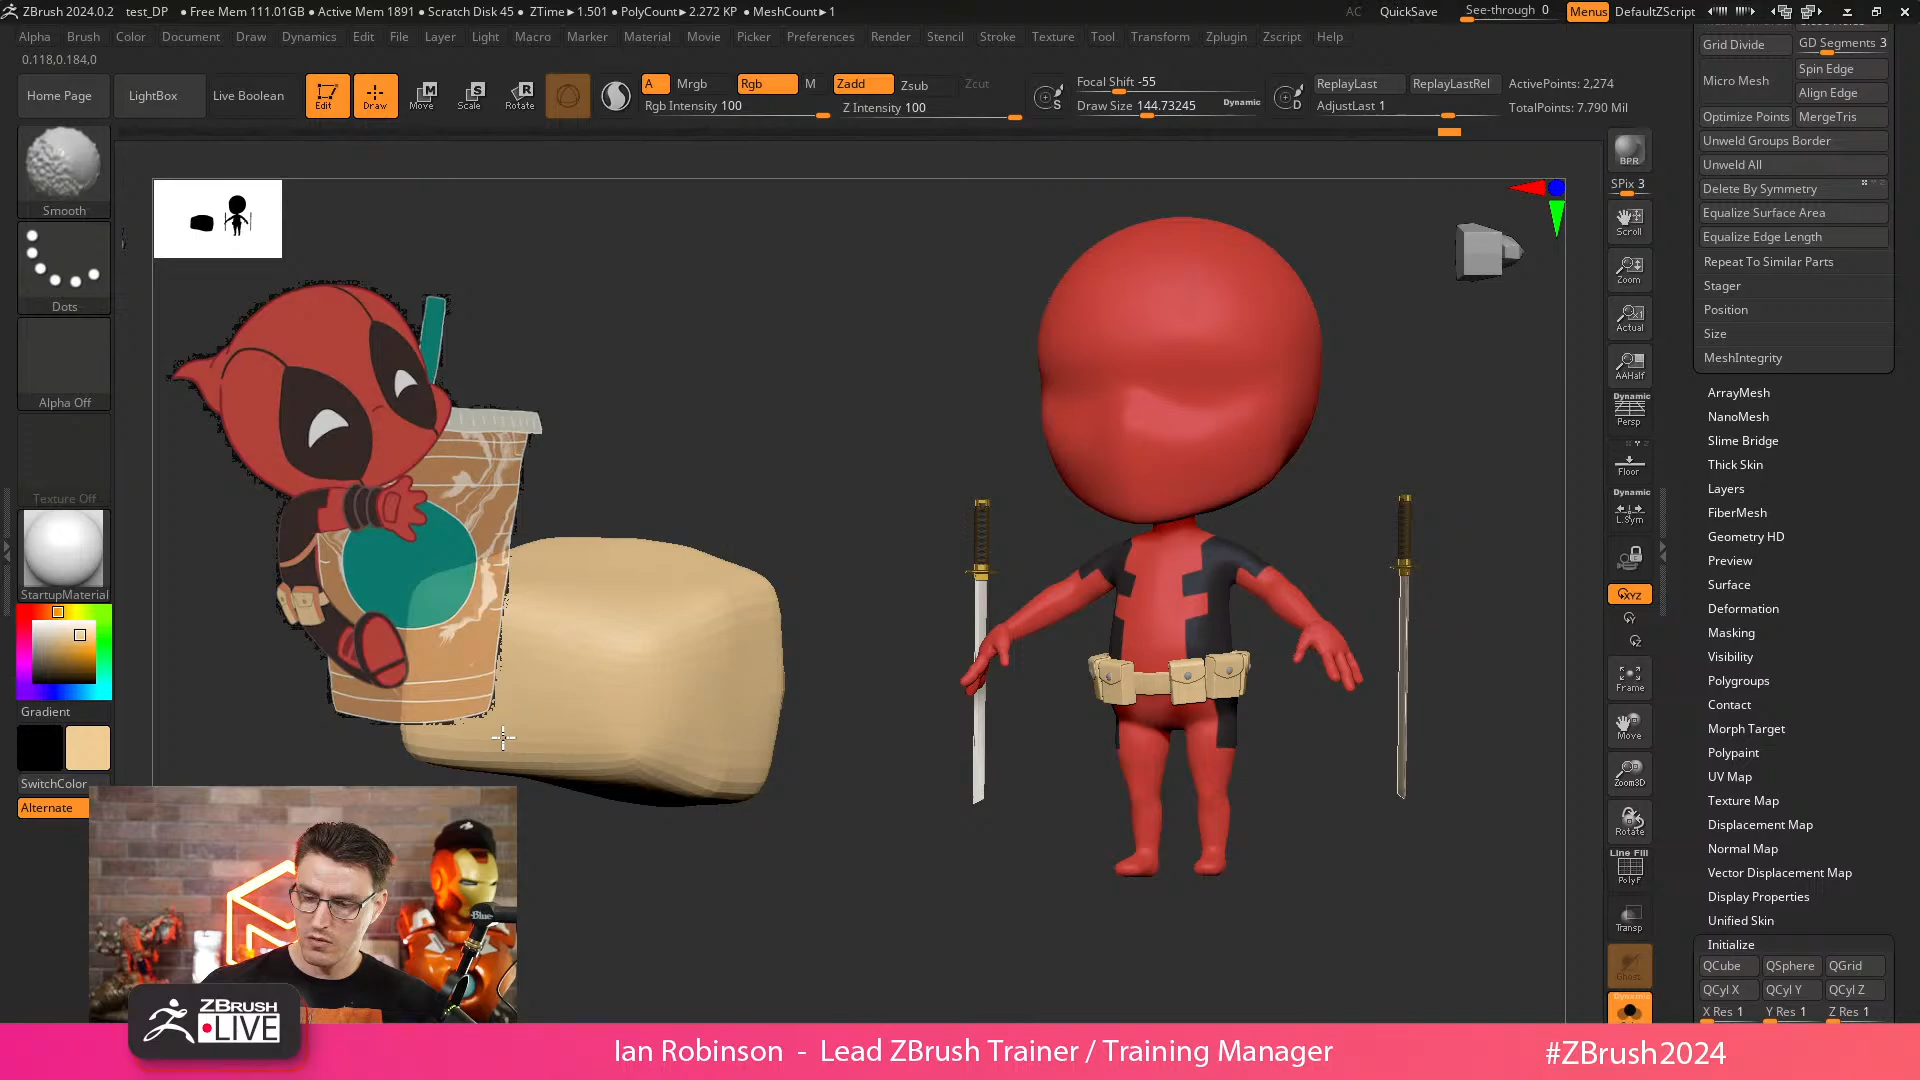 ZBrush 2024.0.2 test_DP • Free Mem 111.01GB • Active Mem 1891 • Scratch Disk 45 • ZTime►1.501 • PolyCount►2.272 KP • MeshCount►1 AC QuickSave See-through 0 Menus DefaultZScript
Alpha Brush Color Document Draw Dynamics Edit File Layer Light Macro Marker Material Movie Picker Preferences Render Stencil Stroke Texture Tool Transform Zplugin Zscript Help
0.118,0.184,0
Home Page LightBox Live Boolean Edit Draw Move Scale Rotate
A Mrgb Rgb M Zadd Zsub Zcut
Rgb Intensity 100 Z Intensity 100
S Focal Shift -55
Draw Size 144.73245 Dynamic
D ReplayLast ReplayLastRel ActivePoints: 2,274
AdjustLast 1 TotalPoints: 7.790 Mil
Smooth
Dots
Alpha Off
Texture Off
StartupMaterial
Gradient
SwitchColor
Alternate
BPR
SPix 3
Scroll
Zoom
Actual
AAHalf
Dynamic
Persp
Floor
Dynamic
L.Sym
XYZ
Frame
Move
Zoom3D
Rotate
Line Fill
PolyF
Transp
Ghost
Dynamic
Grid Divide GD Segments 3
Micro Mesh Spin Edge
Align Edge
Optimize Points MergeTris
Unweld Groups Border
Unweld All
Delete By Symmetry
Equalize Surface Area
Equalize Edge Length
Repeat To Similar Parts
Stager
Position
Size
MeshIntegrity
ArrayMesh
NanoMesh
Slime Bridge
Thick Skin
Layers
FiberMesh
Geometry HD
Preview
Surface
Deformation
Masking
Visibility
Polygroups
Contact
Morph Target
Polypaint
UV Map
Texture Map
Displacement Map
Normal Map
Vector Displacement Map
Display Properties
Unified Skin
Initialize
QCube QSphere QGrid
QCyl X QCyl Y QCyl Z
X Res 1 Y Res 1 Z Res 1
Blue
ZBRUSH
LIVE
Ian Robinson - Lead ZBrush Trainer / Training Manager
#ZBrush2024